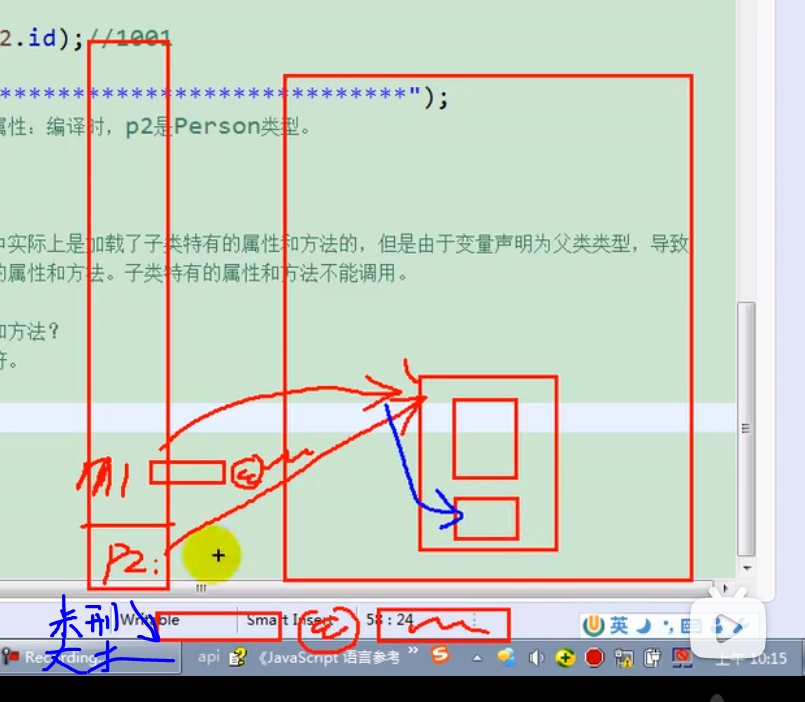 2.id);//1001
****************************");
属性：编译时，p2是Person类型。
中实际上是加载了子类特有的属性和方法的，但是由于变量声明为父类类型，导致
的属性和方法。子类特有的属性和方法不能调用。
和方法？
符。
m1 @
P2:
类型为 Writable Smart Insert @ 58 : 24 英
Recording api 《JavaScript 语言参考 » 上午 10:15